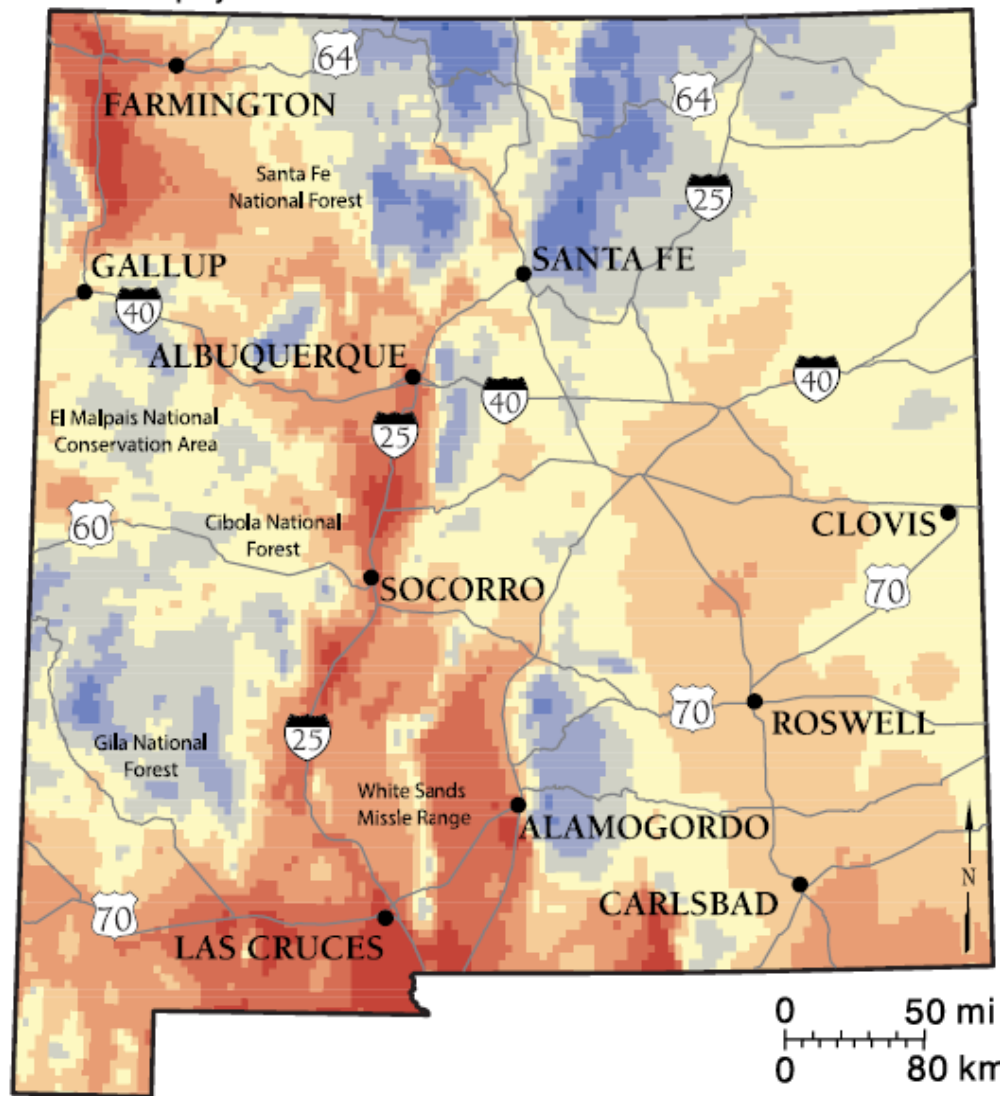 64
FARMINGTON
64
Santa Fe
National Forest
25
SANTA FE
GALLUP
40
ALBUQUERQUE
40
40
El Malpais National
Conservation Area
25
60
Cibola National
Forest
CLOVIS
SOCORRO
70
70
ROSWELL
Gila National
Forest
25
White Sands
Missle Range
ALAMOGORDO
CARLSBAD
N
70
LAS CRUCES
0 50 mi
0 80 km